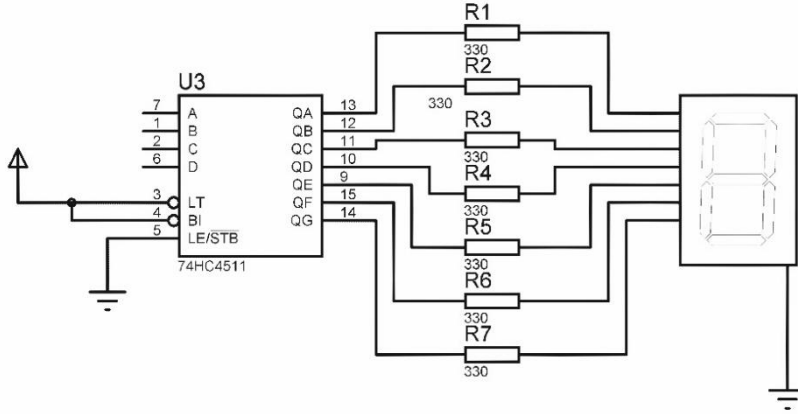 R1
330
R2
330
R3
330
R4
330
R5
330
R6
330
R7
330
U3
7 A QA 13
1 B QB 12
2 C QC 11
6 D QD 10
QE 9
3 LT QF 15
4 BI QG 14
5 LE/STB
74HC4511